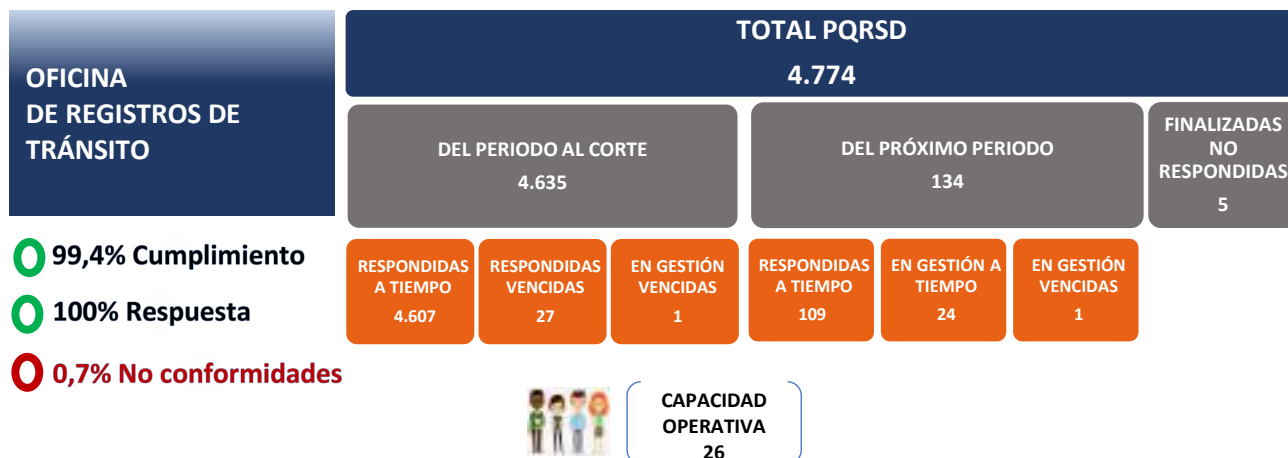 OFICINA
DE REGISTROS DE
TRÁNSITO
TOTAL PQRSD
4.774
DEL PERIODO AL CORTE
4.635
DEL PRÓXIMO PERIODO
134
FINALIZADAS
NO
RESPONDIDAS
5
99,4% Cumplimiento
100% Respuesta
0,7% No conformidades
RESPONDIDAS
A TIEMPO
4.607
RESPONDIDAS
VENCIDAS
27
EN GESTIÓN
VENCIDAS
1
RESPONDIDAS
A TIEMPO
109
EN GESTIÓN A
TIEMPO
24
EN GESTIÓN
VENCIDAS
1
CAPACIDAD
OPERATIVA
26